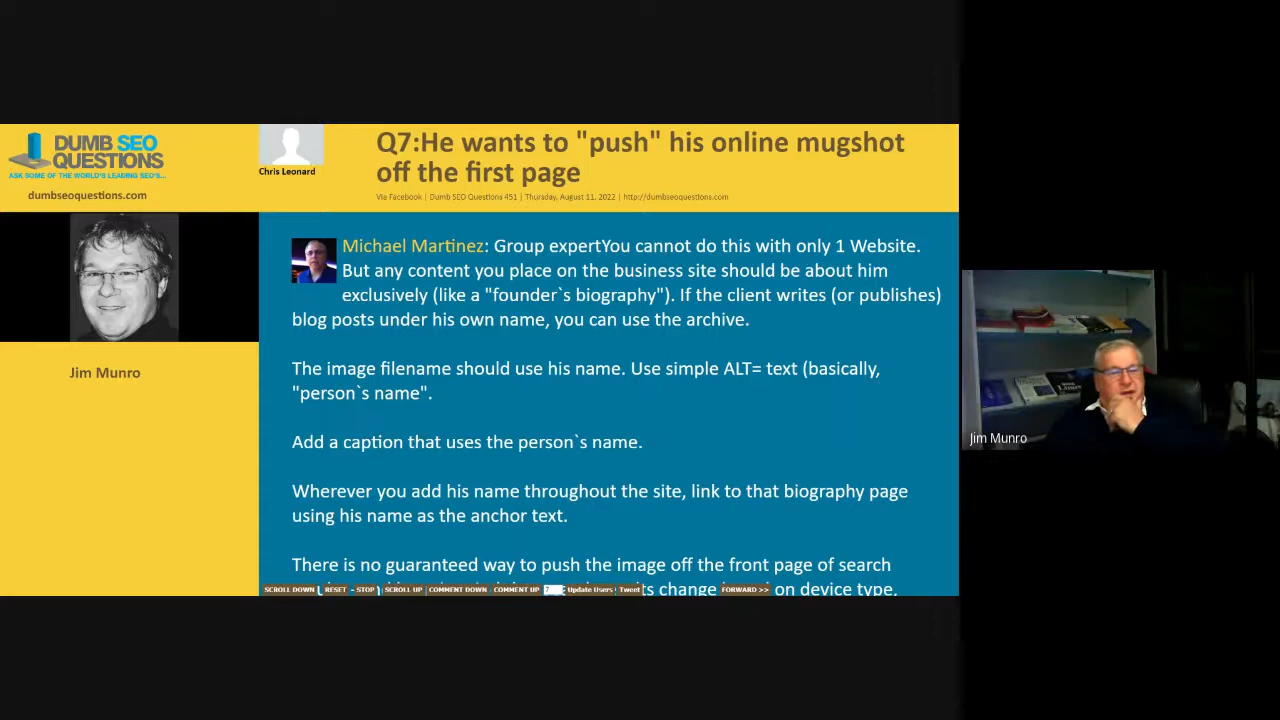 DUMB SEO
QUESTIONS
ASK SOME OF THE WORLD'S LEADING SEO'S...
dumbseoquestions.com
Chris Leonard
Q7:He wants to "push" his online mugshot
off the first page
Via Facebook | Dumb SEO Questions 451 | Thursday, August 11, 2022 | http://dumbseoquestions.com
Jim Munro
Michael Martinez: Group expertYou cannot do this with only 1 Website.
But any content you place on the business site should be about him
exclusively (like a "founder`s biography"). If the client writes (or publishes)
blog posts under his own name, you can use the archive.
The image filename should use his name. Use simple ALT= text (basically,
"person`s name".
Add a caption that uses the person`s name.
Wherever you add his name throughout the site, link to that biography page
using his name as the anchor text.
There is no guaranteed way to push the image off the front page of search
ts change on device type,
SCROLL DOWN RESET - STOP SCROLL UP COMMENT DOWN COMMENT UP 7 Update Users Tweet FORWARD >>
Jim Munro